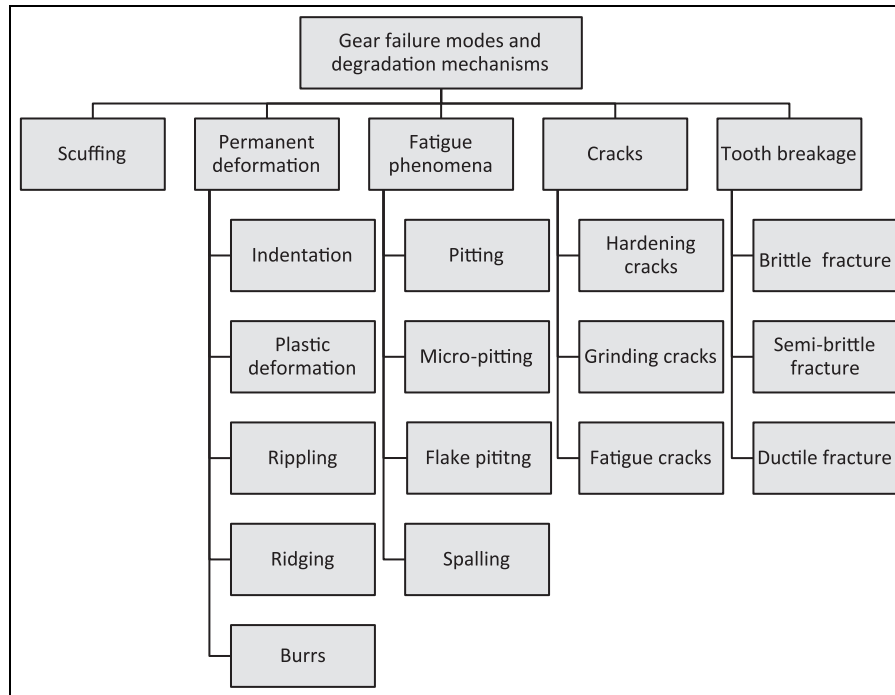 Gear failure modes and
degradation mechanisms
Scuffing
Permanent
deformation
Fatigue
phenomena
Cracks
Tooth breakage
Indentation
Plastic
deformation
Rippling
Ridging
Burrs
Pitting
Micro-pitting
Flake pititng
Spalling
Hardening
cracks
Grinding cracks
Fatigue cracks
Brittle fracture
Semi-brittle
fracture
Ductile fracture